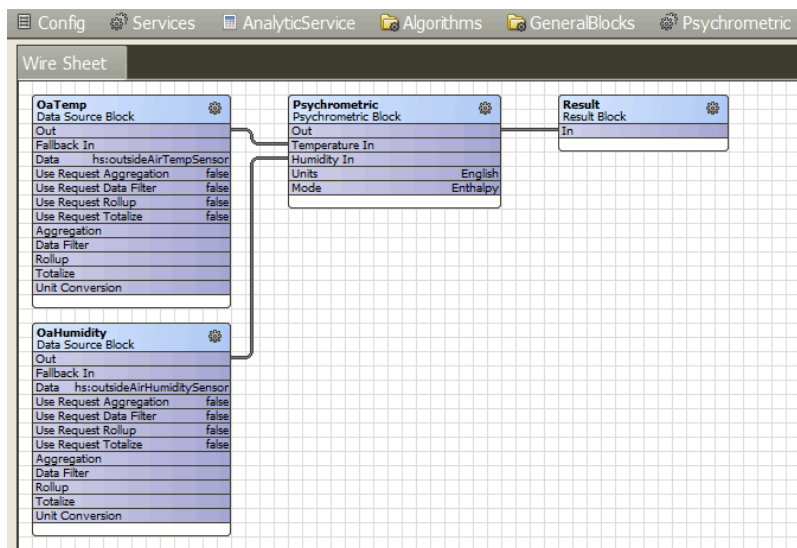 Config Services AnalyticService Algorithms GeneralBlocks Psychrometric
Wire Sheet
OaTemp
Data Source Block
Out
Fallback In
Data hs:outsideAirTempSensor
Use Request Aggregation false
Use Request Data Filter false
Use Request Rollup false
Use Request Totalize false
Aggregation
Data Filter
Rollup
Totalize
Unit Conversion
OaHumidity
Data Source Block
Out
Fallback In
Data hs:outsideAirHumiditySensor
Use Request Aggregation false
Use Request Data Filter false
Use Request Rollup false
Use Request Totalize false
Aggregation
Data Filter
Rollup
Totalize
Unit Conversion
Psychrometric
Psychrometric Block
Out
Temperature In
Humidity In
Units English
Mode Enthalpy
Result
Result Block
In